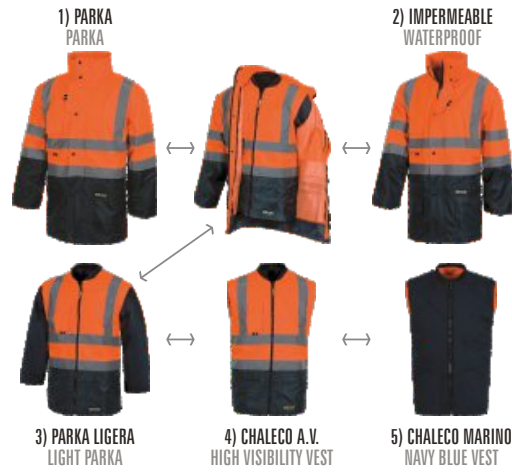 1) PARKA
PARKA
2) IMPERMEABLE
WATERPROOF
3) PARKA LIGERA
LIGHT PARKA
4) CHALECO A.V.
HIGH VISIBILITY VEST
5) CHALECO MARINO
NAVY BLUE VEST